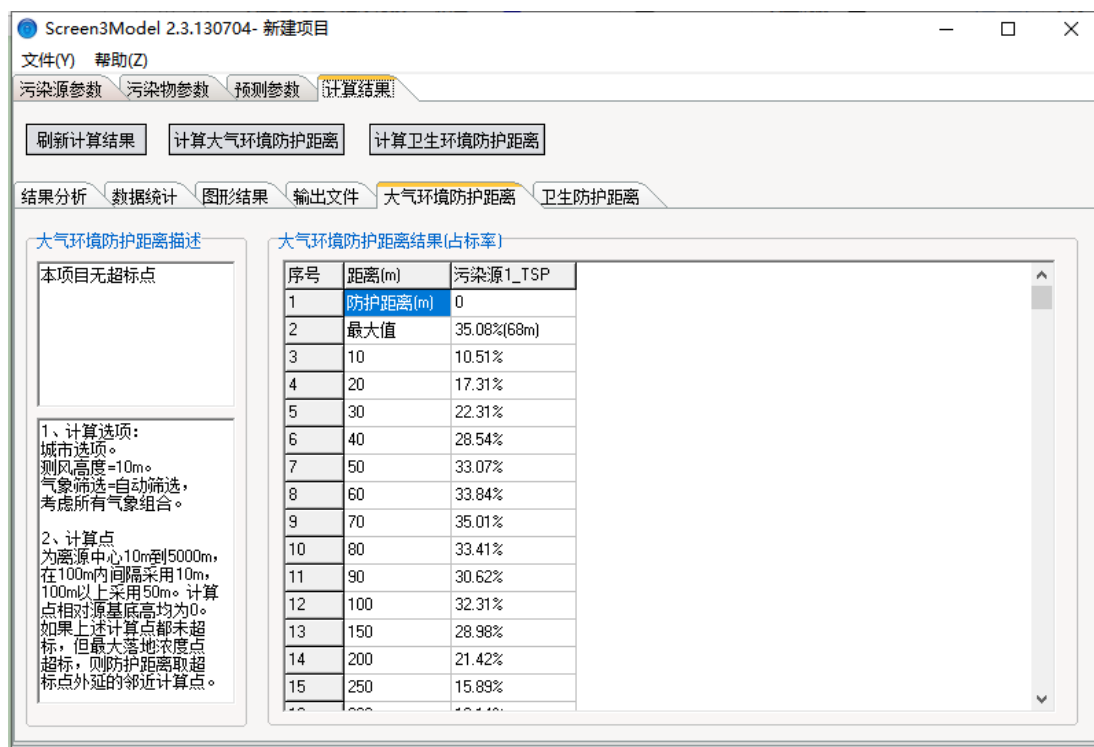 Screen3Model 2.3.130704- 新建项目
文件(Y) 帮助(Z)
污染源参数 污染物参数 预测参数 计算结果
刷新计算结果 计算大气环境防护距离 计算卫生环境防护距离
结果分析 数据统计 图形结果 输出文件 大气环境防护距离 卫生防护距离
大气环境防护距离描述
本项目无超标点
1、计算选项:
城市选项。
测风高度=10m。
气象筛选=自动筛选,
考虑所有气象组合。
2、计算点
为离源中心10m到5000m,
在100m内间隔采用10m,
100m以上采用50m。计算
点相对源基底高均为0。
如果上述计算点都未超
标,但最大落地浓度点
超标,则防护距离取超
标点外延的邻近计算点。
大气环境防护距离结果(占标率)
序号 距离(m) 污染源1_TSP
1 防护距离(m) 0
2 最大值 35.08%(68m)
3 10 10.51%
4 20 17.31%
5 30 22.31%
6 40 28.54%
7 50 33.07%
8 60 33.84%
9 70 35.01%
10 80 33.41%
11 90 30.62%
12 100 32.31%
13 150 28.98%
14 200 21.42%
15 250 15.89%